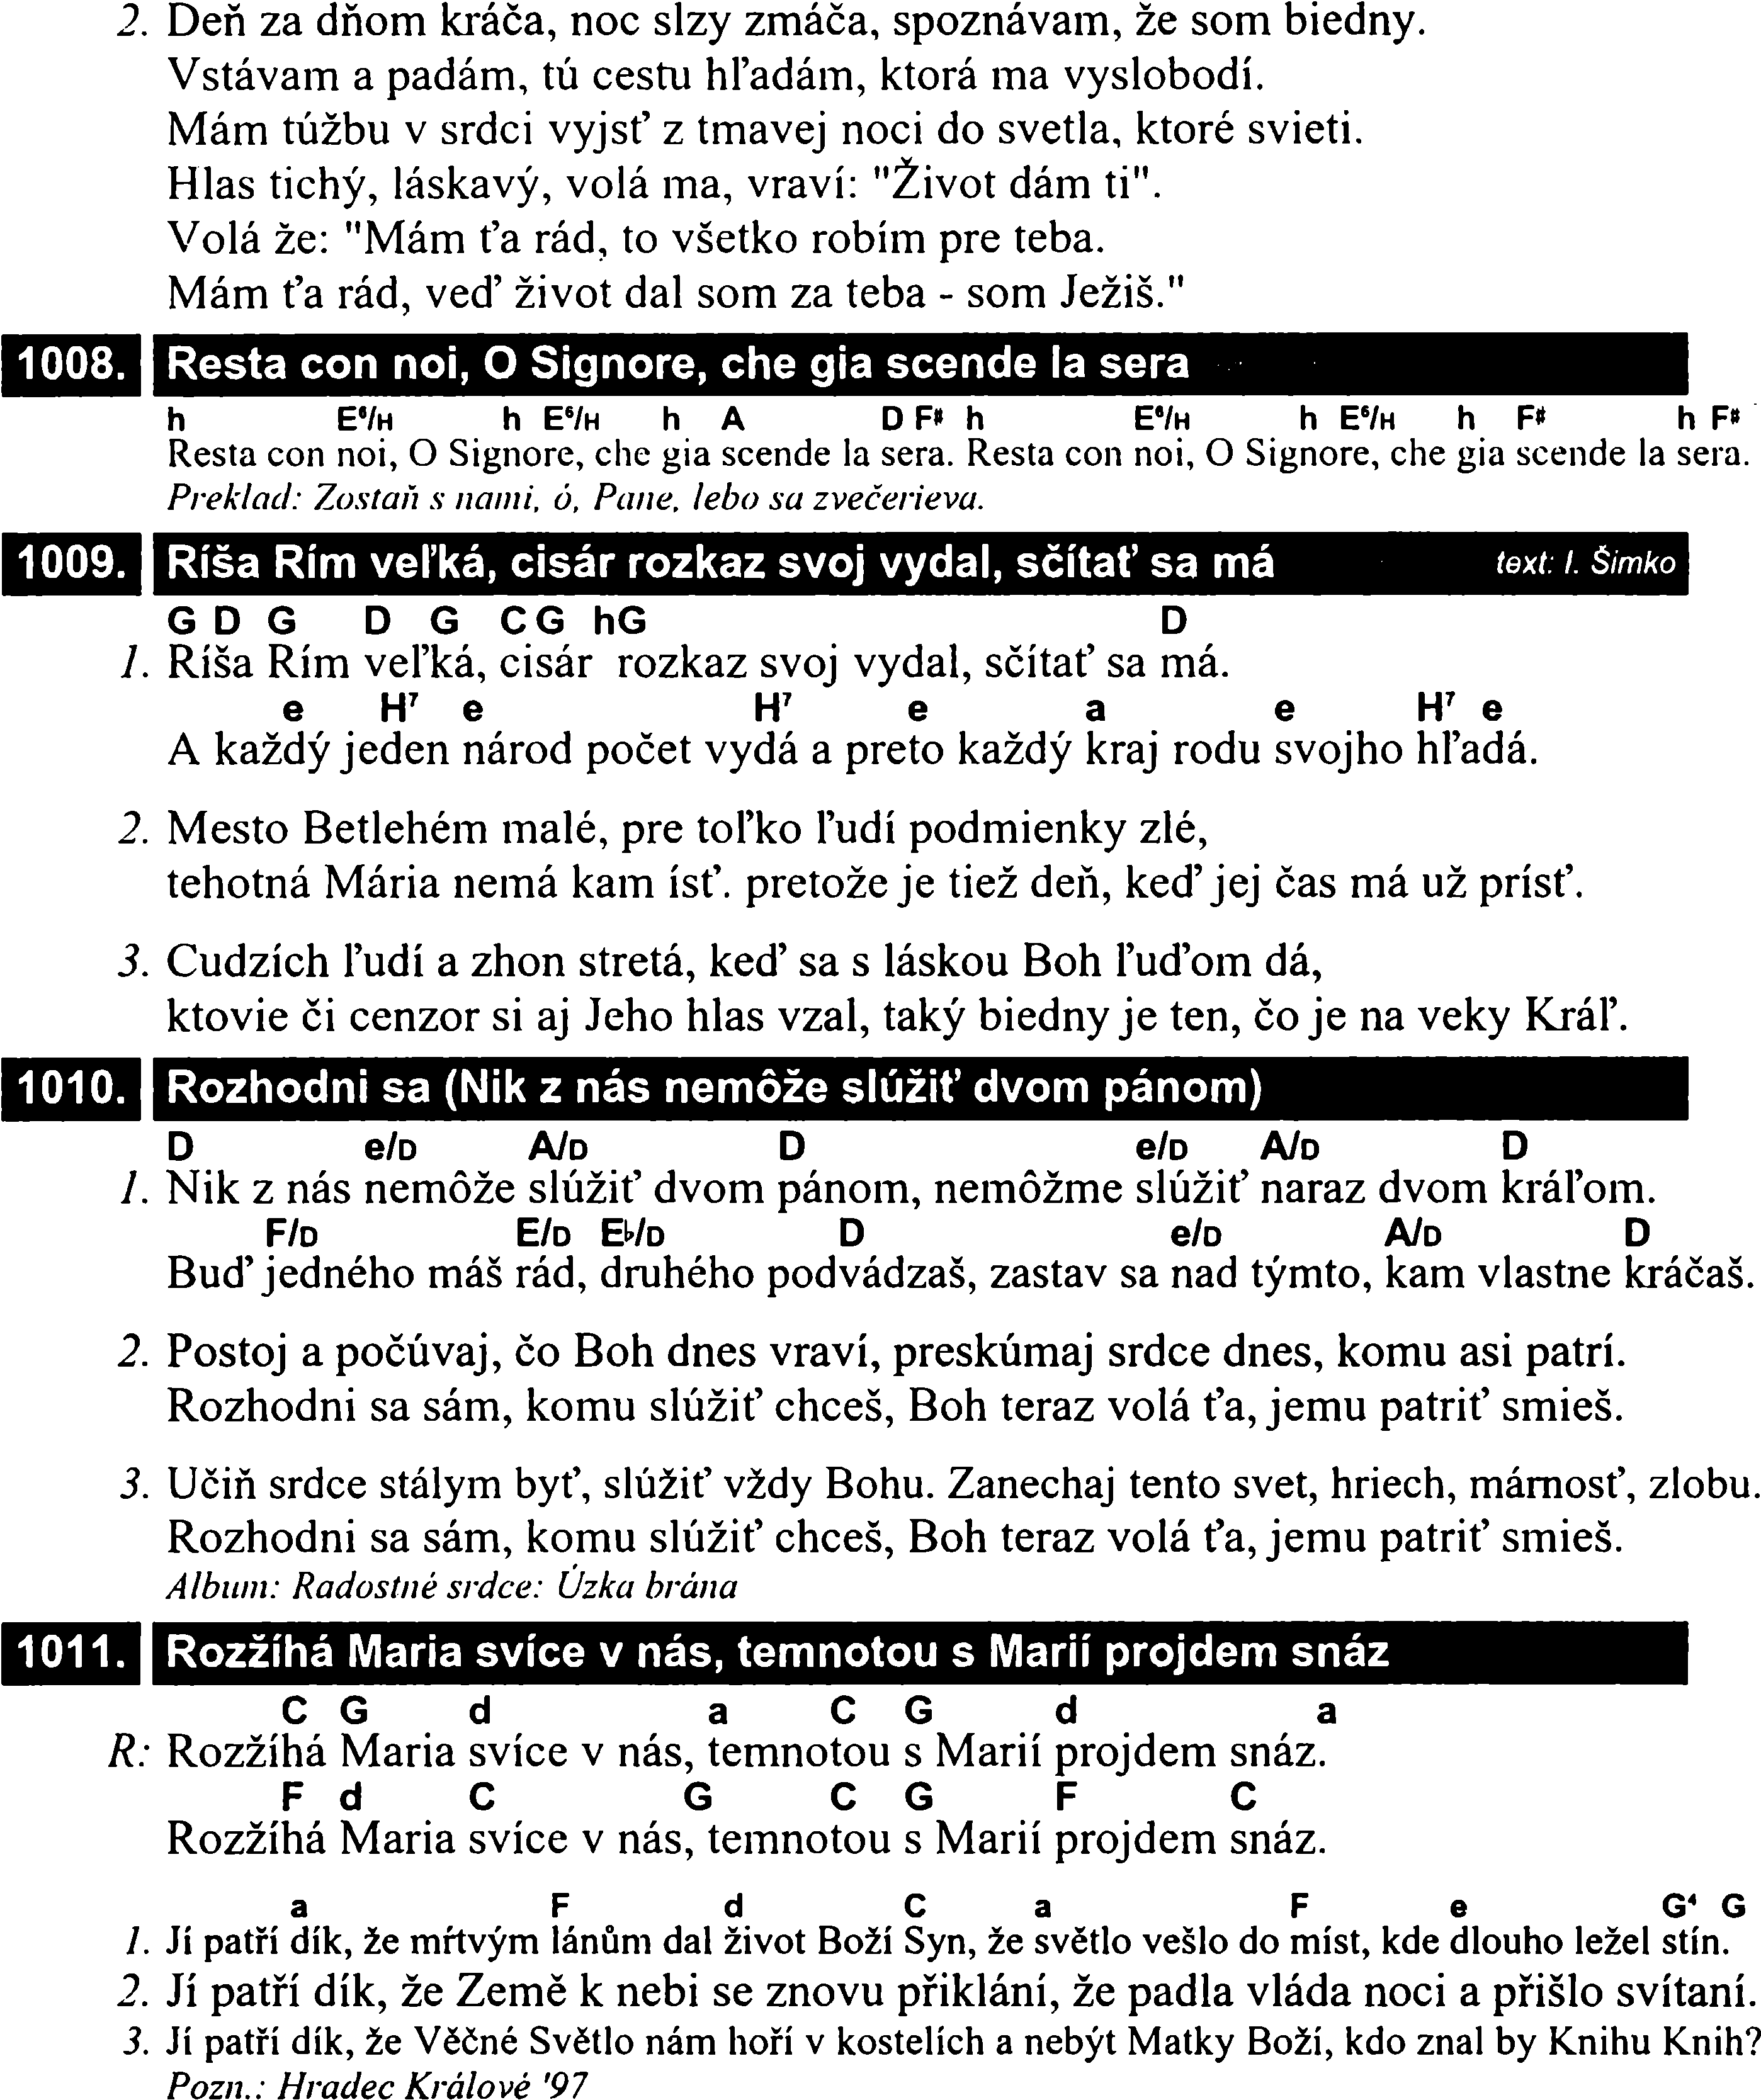 2. Deň za dňom kráča, noc slzy zmáča, spoznávam, že som biedny.
Vstávam a padám, tú cestu hľadám, ktorá ma vyslobodí.
Mám túžbu v srdci vyjsť z tmavej noci do svetla, ktoré svieti.
Hlas tichý, láskavý, volá ma, vraví: "Život dám ti".
Volá že: "Mám ťa rád, to všetko robím pre teba.
Mám ťa rád, veď život dal som za teba - som Ježiš."
1008. Resta con noi, O Signore, che gia scende la sera
h E⁶/H h E⁶/H h A D F# h E⁶/H h E⁶/H h F# h F#
Resta con noi, O Signore, che gia scende la sera. Resta con noi, O Signore, che gia scende la sera.
Preklad: Zostaň s nami, ó, Pane, lebo sa zvečerieva.
1009. Ríša Rím veľká, cisár rozkaz svoj vydal, sčítať sa má text: I. Šimko
G D G D G C G h G D
1. Ríša Rím veľká, cisár rozkaz svoj vydal, sčítať sa má.
e H⁷ e H⁷ e a e H⁷ e
A každý jeden národ počet vydá a preto každý kraj rodu svojho hľadá.
2. Mesto Betlehém malé, pre toľko ľudí podmienky zlé,
tehotná Mária nemá kam ísť. pretože je tiež deň, keď jej čas má už prísť.
3. Cudzích ľudí a zhon stretá, keď sa s láskou Boh ľuďom dá,
ktovie či cenzor si aj Jeho hlas vzal, taký biedny je ten, čo je na veky Kráľ.
1010. Rozhodni sa (Nik z nás nemôže slúžiť dvom pánom)
D e/D A/D D e/D A/D D
1. Nik z nás nemôže slúžiť dvom pánom, nemôžme slúžiť naraz dvom kráľom.
F/D E/D E♭/D D e/D A/D D
Buď jedného máš rád, druhého podvádzaš, zastav sa nad týmto, kam vlastne kráčaš.
2. Postoj a počúvaj, čo Boh dnes vraví, preskúmaj srdce dnes, komu asi patrí.
Rozhodni sa sám, komu slúžiť chceš, Boh teraz volá ťa, jemu patriť smieš.
3. Učiň srdce stálym byť, slúžiť vždy Bohu. Zanechaj tento svet, hriech, márnosť, zlobu.
Rozhodni sa sám, komu slúžiť chceš, Boh teraz volá ťa, jemu patriť smieš.
Album: Radostné srdce: Úzka brána
1011. Rozžíhá Maria svíce v nás, temnotou s Marií projdem snáz
C G d a C G d a
R: Rozžíhá Maria svíce v nás, temnotou s Marií projdem snáz.
F d C G C G F C
Rozžíhá Maria svíce v nás, temnotou s Marií projdem snáz.
a F d C a F e G⁴ G
1. Jí patří dík, že mŕtvým lánům dal život Boží Syn, že světlo vešlo do míst, kde dlouho ležel stín.
2. Jí patří dík, že Země k nebi se znovu přiklání, že padla vláda noci a přišlo svítaní.
3. Jí patří dík, že Věčné Světlo nám hoří v kostelích a nebýt Matky Boží, kdo znal by Knihu Knih?
Pozn.: Hradec Králové '97